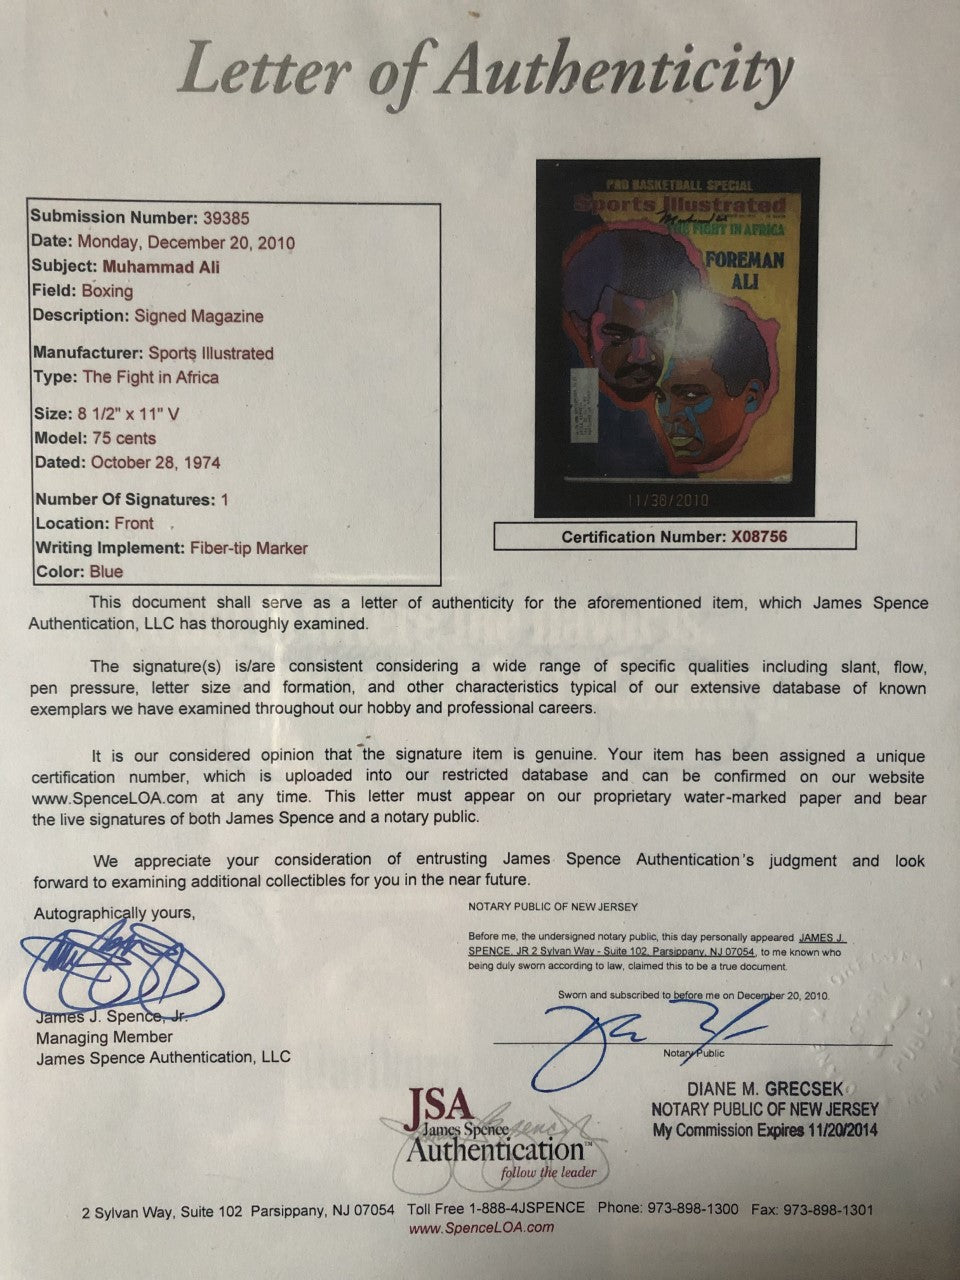 Letter of Authenticity
Submission Number: 39385
Date: Monday, December 20, 2010
Subject: Muhammad Ali
Field: Boxing
Description: Signed Magazine
Manufacturer: Sports Illustrated
Type: The Fight in Africa
Size: 8 1/2" x 11" V
Model: 75 cents
Dated: October 28, 1974
Number Of Signatures: 1
Location: Front
Writing Implement: Fiber-tip Marker
Color: Blue
PRO BASKETBALL SPECIAL
Sports Illustrated
THE FIGHT IN AFRICA
FOREMAN
ALI
11/30/2010
Certification Number: X08756
This document shall serve as a letter of authenticity for the aforementioned item, which James Spence
Authentication, LLC has thoroughly examined.
The signature(s) is/are consistent considering a wide range of specific qualities including slant, flow,
pen pressure, letter size and formation, and other characteristics typical of our extensive database of known
exemplars we have examined throughout our hobby and professional careers.
It is our considered opinion that the signature item is genuine. Your item has been assigned a unique
certification number, which is uploaded into our restricted database and can be confirmed on our website
www.SpenceLOA.com at any time. This letter must appear on our proprietary water-marked paper and bear
the live signatures of both James Spence and a notary public.
We appreciate your consideration of entrusting James Spence Authentication's judgment and look
forward to examining additional collectibles for you in the near future.
Autographically yours,
James J. Spence, Jr.
Managing Member
James Spence Authentication, LLC
NOTARY PUBLIC OF NEW JERSEY
Before me, the undersigned notary public, this day personally appeared JAMES J.
SPENCE, JR 2 Sylvan Way - Suite 102, Parsippany, NJ 07054, to me known who
being duly sworn according to law, claimed this to be a true document.
Sworn and subscribed to before me on December 20, 2010.
Notary Public
DIANE M. GRECSEK
NOTARY PUBLIC OF NEW JERSEY
My Commission Expires 11/20/2014
JSA
James Spence
Authentication™
follow the leader
2 Sylvan Way, Suite 102 Parsippany, NJ 07054 Toll Free 1-888-4JSPENCE Phone: 973-898-1300 Fax: 973-898-1301
www.SpenceLOA.com